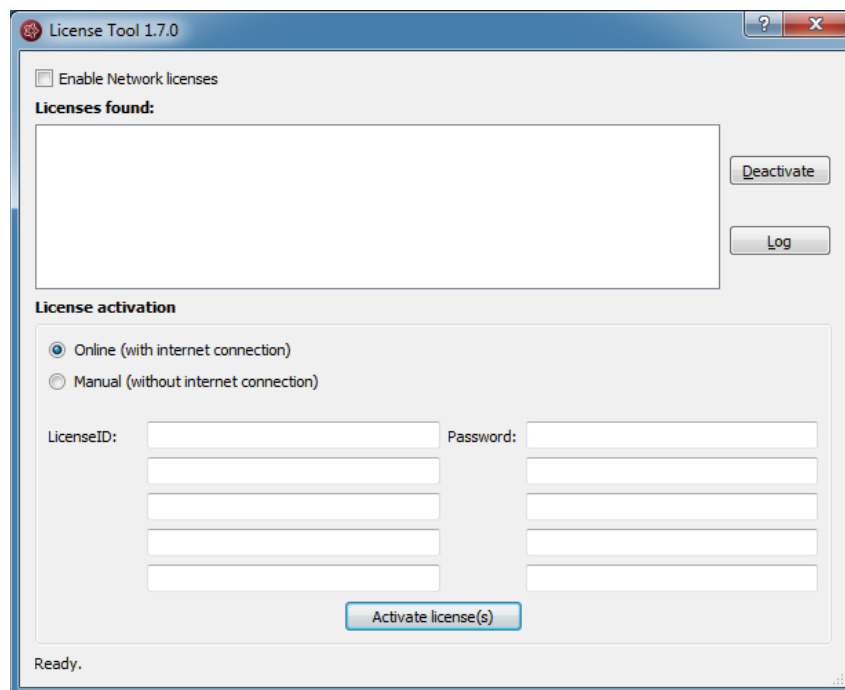 License Tool 1.7.0
?
Enable Network licenses
Licenses found:
Deactivate
Log
License activation
Online (with internet connection)
Manual (without internet connection)
LicenseID:
Password:
Activate license(s)
Ready.